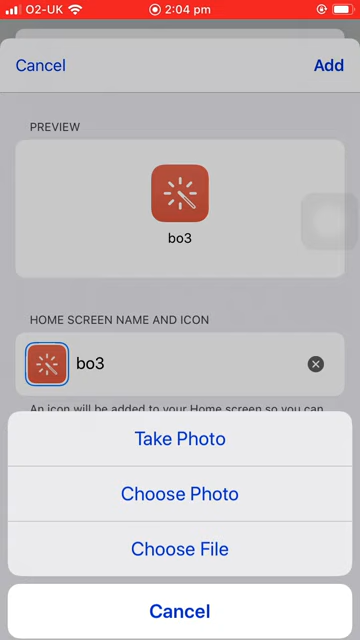 O2-UK 2:04 pm
Cancel Add
PREVIEW
bo3
HOME SCREEN NAME AND ICON
bo3
An icon will be added to your Home screen so you can
Take Photo
Choose Photo
Choose File
Cancel